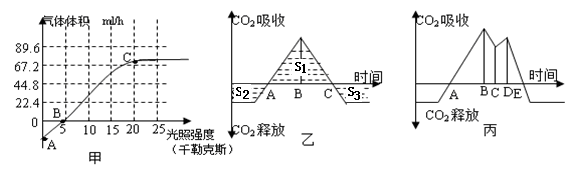 气体体积 ml/h
89.6
67.2
44.8
22.4
0
A
B
C
5 10 15 20 25
光照强度
(千勒克斯)
甲
CO₂吸收
S1
S2
S3
A B C
时间
CO₂释放
乙
CO₂吸收
时间
A B C D E
CO₂释放
丙